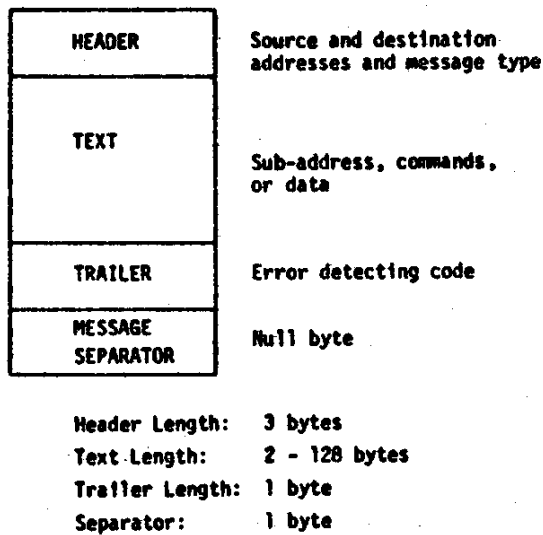 HEADER
Source and destination
addresses and message type
TEXT
Sub-address, commands,
or data
TRAILER
Error detecting code
MESSAGE
SEPARATOR
Null byte
Header Length: 3 bytes
Text Length: 2 - 128 bytes
Trailer Length: 1 byte
Separator: 1 byte